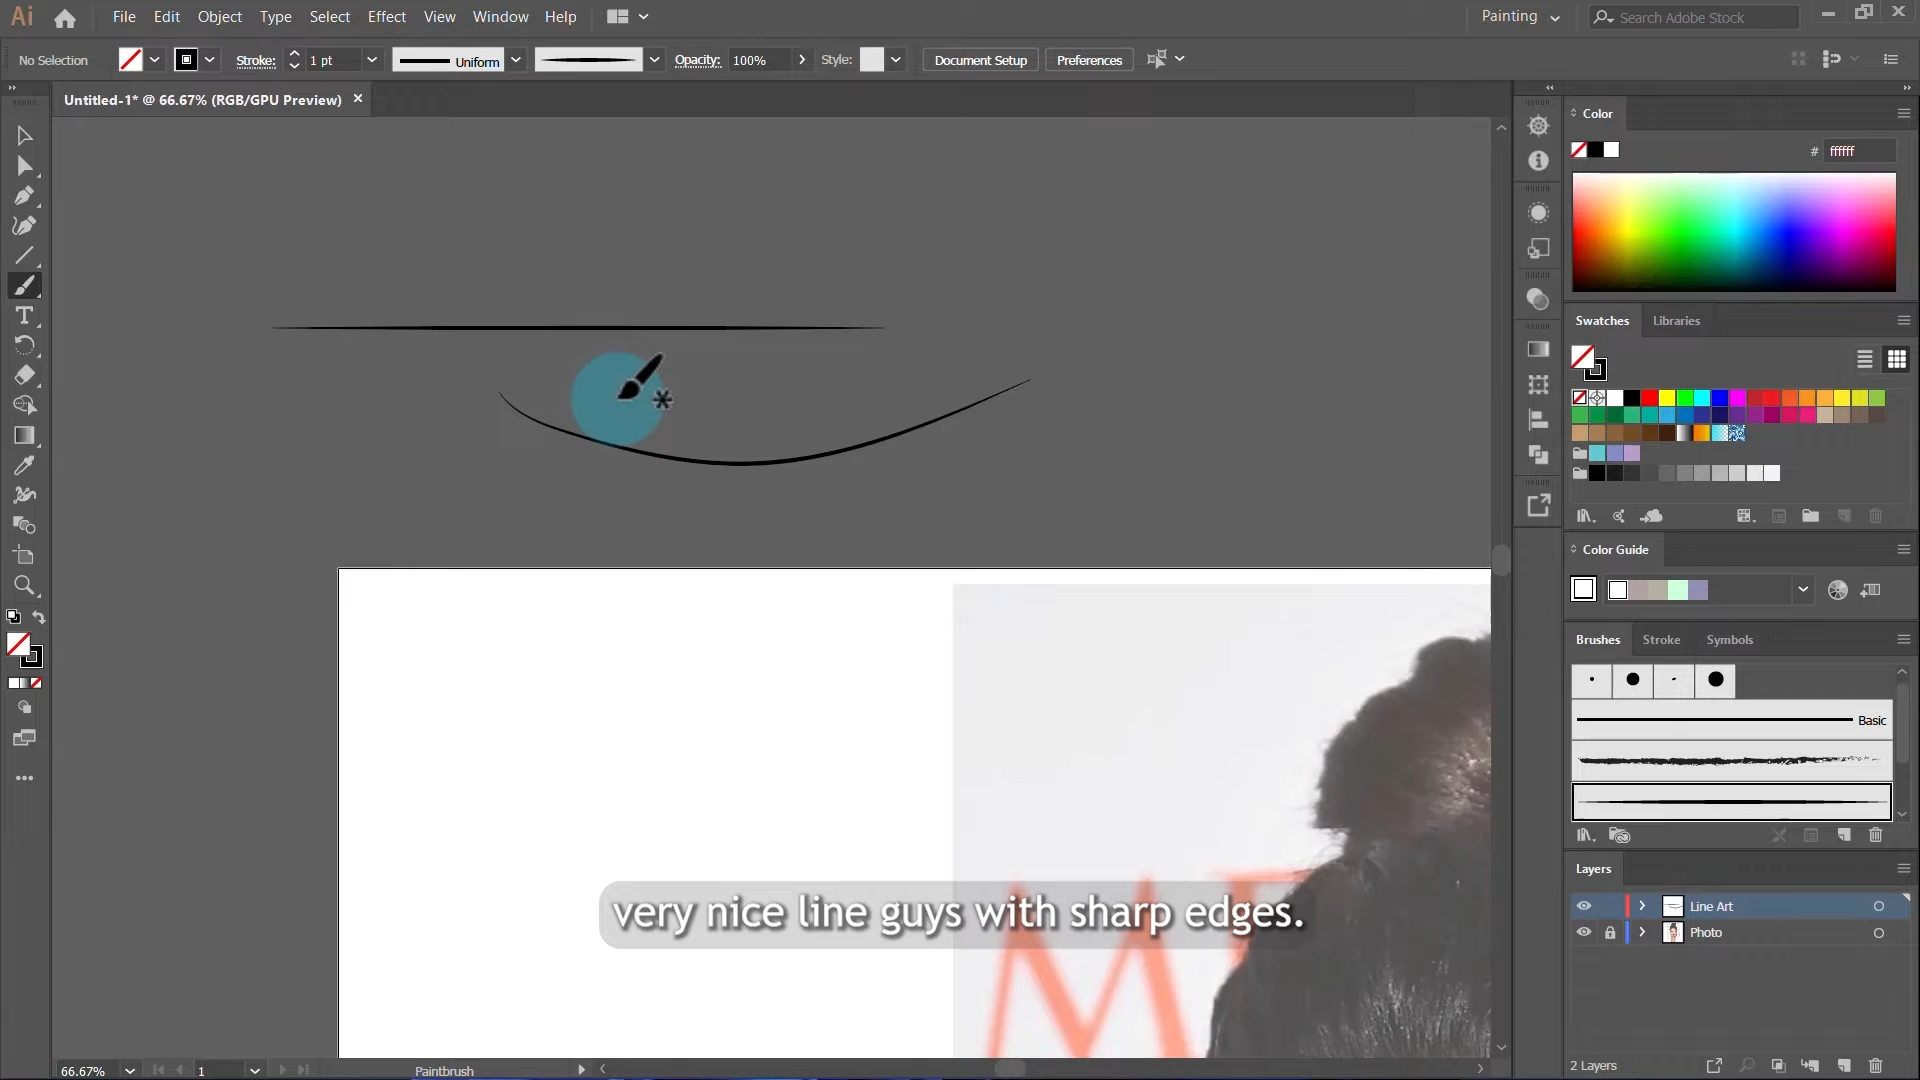 Ai File Edit Object Type Select Effect View Window Help Painting Search Adobe Stock
No Selection Stroke: 1 pt Uniform Opacity: 100% Style: Document Setup Preferences
Untitled-1* @ 66.67% (RGB/GPU Preview)
Color
# ffffff
Swatches Libraries
Color Guide
Brushes Stroke Symbols
Basic
Layers
Line Art
Photo
2 Layers
very nice line guys with sharp edges.
66.67% 1 Paintbrush